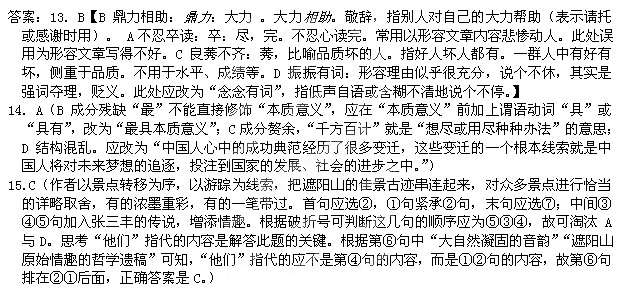 答案：13. B【B 鼎力相助：鼎力：大力 。大力相助。敬辞，指别人对自己的大力帮助（表示请托
或感谢时用）。 A不忍卒读：卒：尽，完。不忍心读完。常用以形容文章内容悲惨动人。此处误
用为形容文章写得不好。C 良莠不齐：莠，比喻品质坏的人。指好人坏人都有。一群人中有好有
坏，侧重于品质。不用于水平、成绩等。D 振振有词：形容理由似乎很充分，说个不休，其实是
强词夺理，贬义。此处应改为“念念有词”，指低声自语或含糊不清地说个不停。】
14. A（B 成分残缺“最”不能直接修饰“本质意义”，应在“本质意义”前加上谓语动词“具”或
“具有”，改为“最具本质意义”；C成分赘余，“千方百计”就是“想尽或用尽种种办法”的意思；
D 结构混乱。应改为“中国人心中的成功典范经历了很多变迁，这些变迁的一个根本线索就是中
国人将对未来梦想的追逐，投注到国家的发展、社会的进步之中。”）
15.C（作者以景点转移为序，以游踪为线索，把遮阳山的佳景古迹串连起来，对众多景点进行恰当
的详略取舍，有的浓墨重彩，有的一笔带过。首句应选②，①句紧承②句，末句应选⑦；中间③
④⑤句加入张三丰的传说，增添情趣。根据破折号可判断这几句的顺序应为⑤③④，故可淘汰 A
与 D。思考“他们”指代的内容是解答此题的关键。根据第⑥句中“大自然凝固的音韵”“遮阳山
原始情趣的哲学遗稿”可知，“他们”指代的应不是第④句的内容，而是①②句的内容，故第⑥句
排在②①后面，正确答案是 C。）